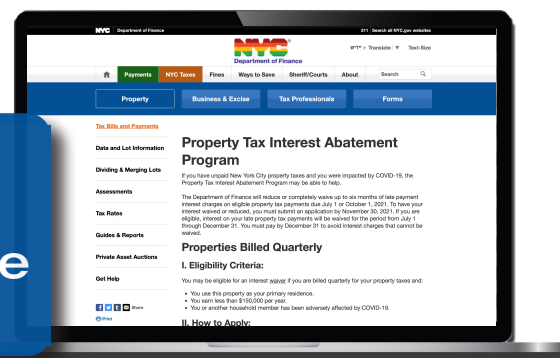 NYC Department of Finance
311 Search all NYC.gov websites
NYC
Department of Finance
Translate ▼ Text-Size
Payments NYC Taxes Fines Ways to Save Sheriff/Courts About Search
Property Business & Excise Tax Professionals Forms
Tax Bills and Payments
Data and Lot Information
Dividing & Merging Lots
Assessments
Tax Rates
Guides & Reports
Private Asset Auctions
Get Help
Share
Print
Property Tax Interest Abatement
Program
If you have unpaid New York City property taxes and you were impacted by COVID-19, the
Property Tax Interest Abatement Program may be able to help.
The Department of Finance will reduce or completely waive up to six months of late payment
interest charges on eligible property tax payments due July 1 or October 1, 2021. To have your
interest waived or reduced, you must submit an application by November 30, 2021. If you are
eligible, interest on your late property tax payments will be waived for the period from July 1
through December 31. You must pay by December 31 to avoid interest charges that cannot be
waived.
Properties Billed Quarterly
I. Eligibility Criteria:
You may be eligible for an interest waiver if you are billed quarterly for your property taxes and:
• You use this property as your primary residence.
• You earn less than $150,000 per year.
• You or another household member has been adversely affected by COVID-19.
II. How to Apply:
e